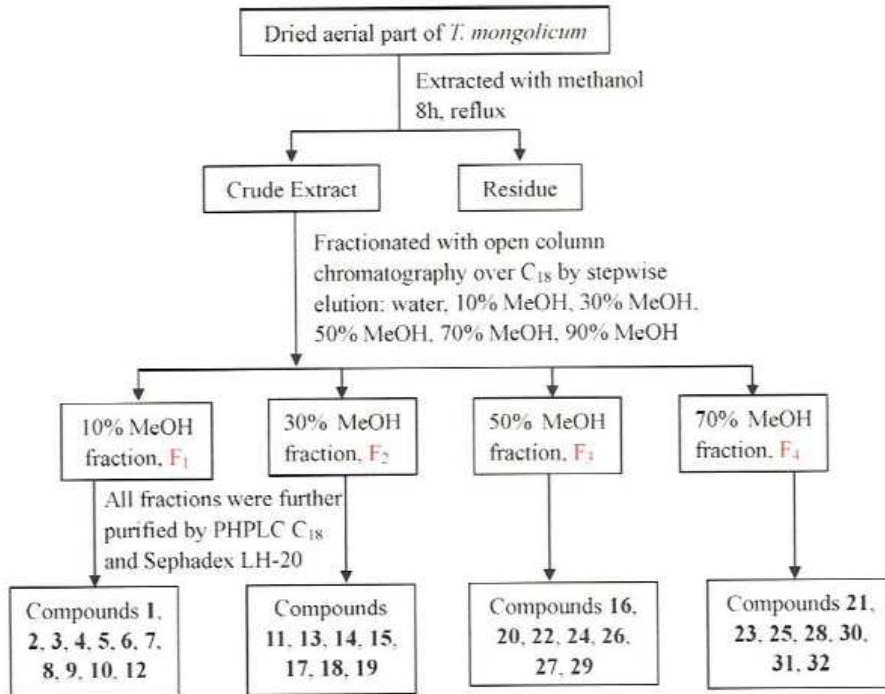 Dried aerial part of T. mongolicum
Extracted with methanol
8h, reflux
Crude Extract
Residue
Fractionated with open column
chromatography over C₁₈ by stepwise
elution: water, 10% MeOH, 30% MeOH,
50% MeOH, 70% MeOH, 90% MeOH
10% MeOH
fraction, F₁
30% MeOH
fraction, F₂
50% MeOH
fraction, F₃
70% MeOH
fraction, F₄
All fractions were further
purified by PHPLC C₁₈
and Sephadex LH-20
Compounds 1,
2, 3, 4, 5, 6, 7,
8, 9, 10, 12
Compounds
11, 13, 14, 15,
17, 18, 19
Compounds 16,
20, 22, 24, 26,
27, 29
Compounds 21,
23, 25, 28, 30,
31, 32